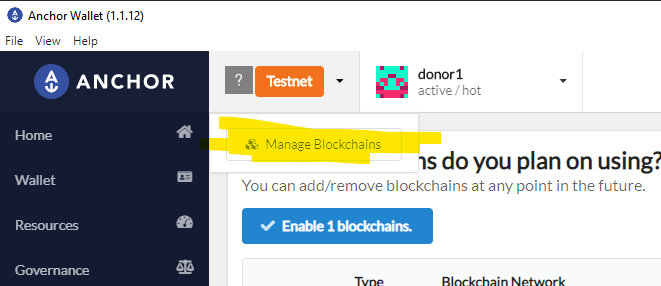 Anchor Wallet (1.1.12)
File View Help
ANCHOR
? Testnet
donor1
active / hot
Home
Wallet
Resources
Governance
Manage Blockchains
ns do you plan on using?
You can add/remove blockchains at any point in the future.
Enable 1 blockchains.
Type Blockchain Network